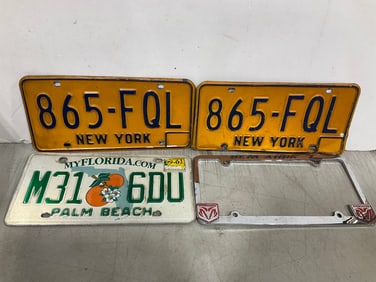 865-FQL
NEW YORK
865-FQL
NEW YORK
MYFLORIDA.COM
M31 6DU
PALM BEACH